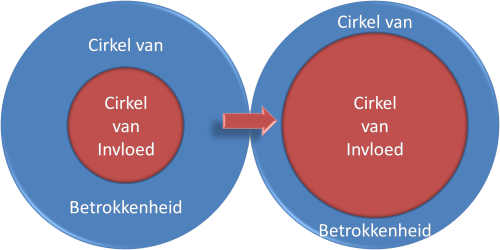 Cirkel van
Cirkel
van
Invloed
Betrokkenheid
Cirkel van
Cirkel
van
Invloed
Betrokkenheid